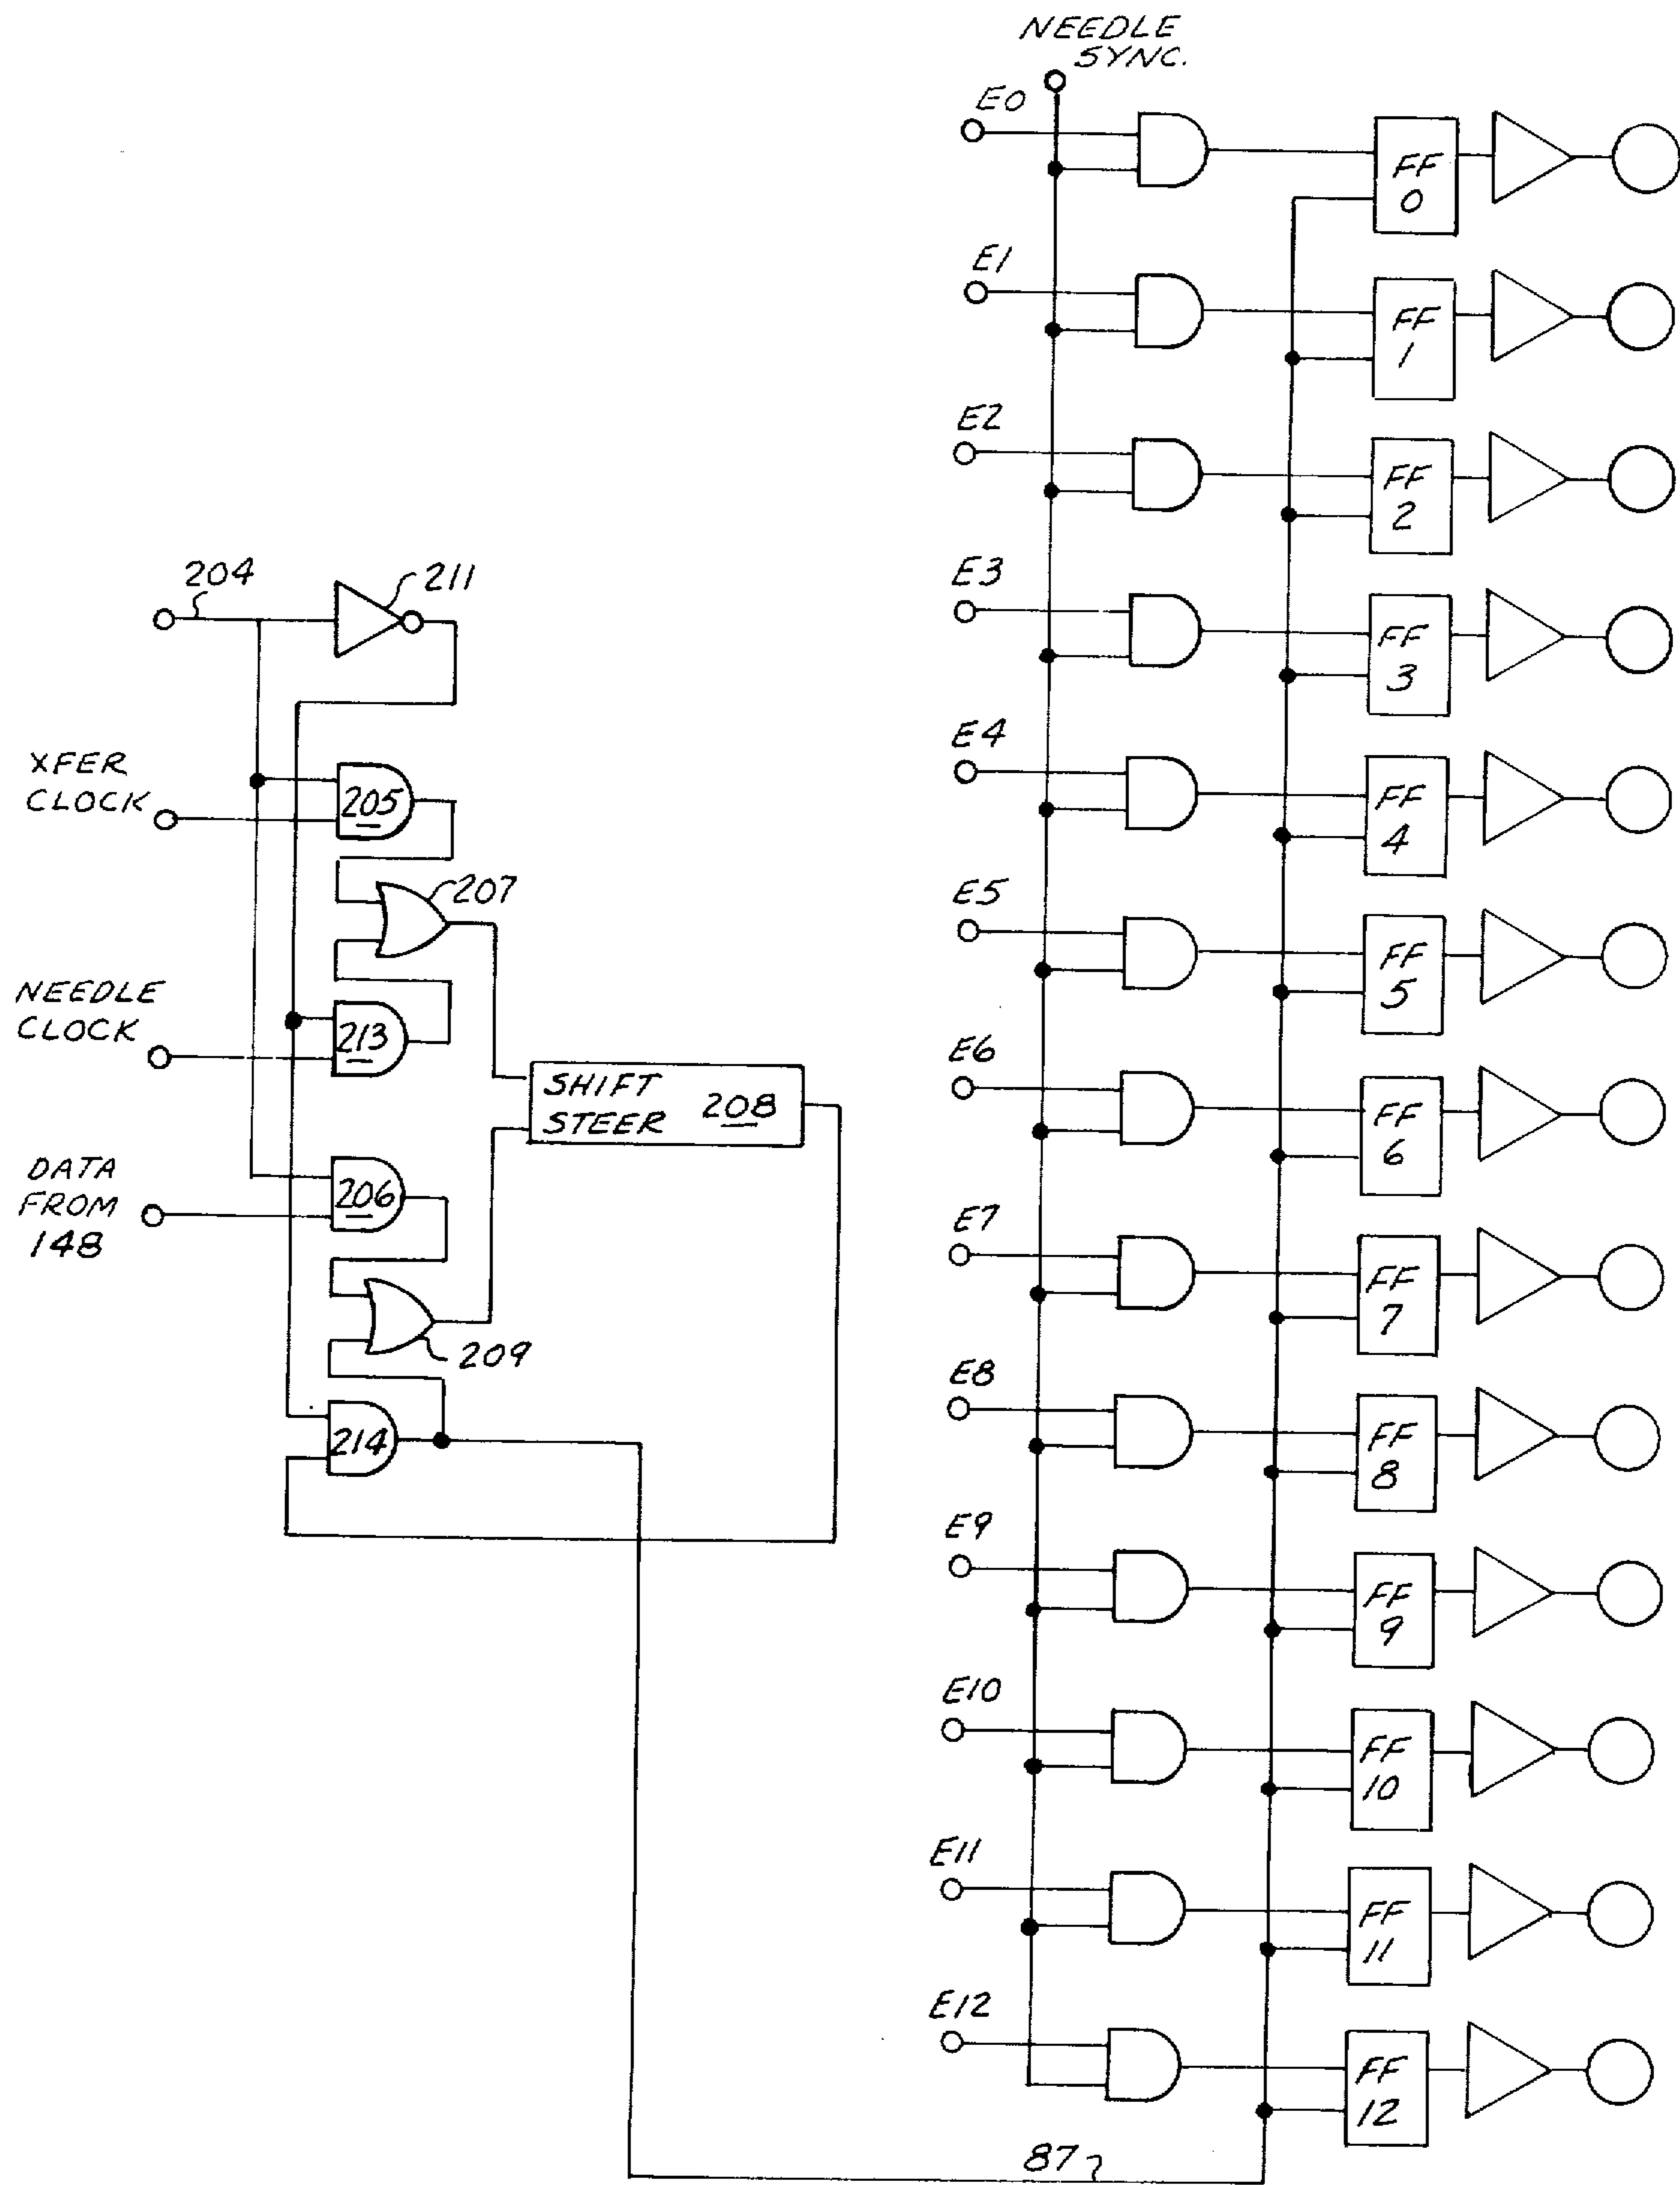 NEEDLE
SYNC.
E0
FF
0
E1
FF
1
E2
FF
2
204
211
E3
FF
3
XFER
CLOCK
205
E4
FF
4
207
E5
FF
5
NEEDLE
CLOCK
213
E6
FF
6
SHIFT
STEER 208
DATA
FROM
148
206
E7
FF
7
209
E8
FF
8
214
E9
FF
9
E10
FF
10
E11
FF
11
E12
FF
12
87